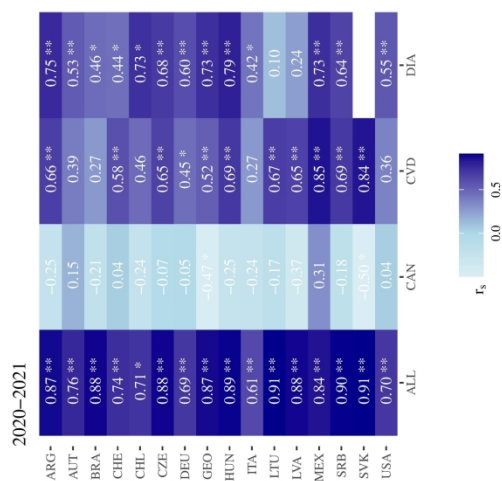 2020–2021
ARG 0.87 ** −0.25 0.66 ** 0.75 **
AUT 0.76 ** 0.15 0.39 0.53 **
BRA 0.88 ** −0.21 0.27 0.46 *
CHE 0.74 ** 0.04 0.58 ** 0.44 *
CHL 0.71 * −0.24 0.46 0.73 *
CZE 0.88 ** −0.07 0.65 ** 0.68 **
DEU 0.69 ** −0.05 0.45 * 0.60 **
GEO 0.87 ** −0.47 * 0.52 ** 0.73 **
HUN 0.89 ** −0.25 0.69 ** 0.79 **
ITA 0.61 ** −0.24 0.27 0.42 *
LTU 0.91 ** −0.17 0.67 ** 0.10
LVA 0.88 ** −0.37 0.65 ** 0.24
MEX 0.84 ** 0.31 0.85 ** 0.73 **
SRB 0.90 ** −0.18 0.69 ** 0.64 **
SVK 0.91 ** −0.50 * 0.84 **
USA 0.70 ** 0.04 0.36 0.55 **
ALL CAN CVD DIA
rs 0.0 0.5